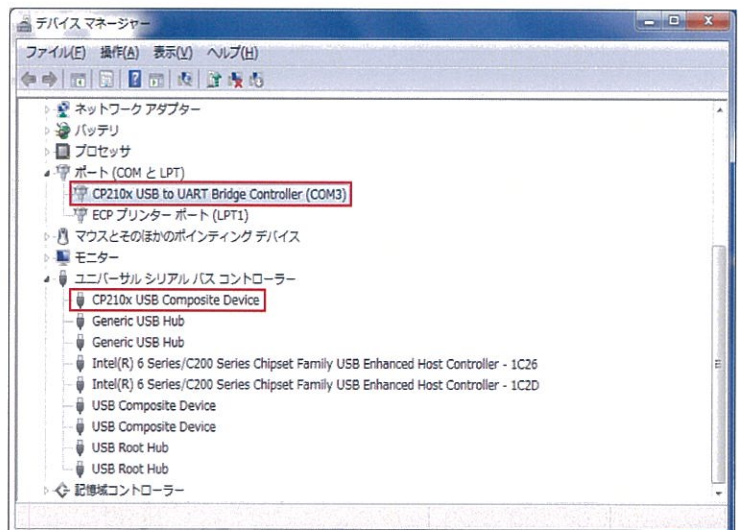 デバイス マネージャー
ファイル(F) 操作(A) 表示(V) ヘルプ(H)
ネットワーク アダプター
バッテリ
プロセッサ
ポート (COM と LPT)
CP210x USB to UART Bridge Controller (COM3)
ECP プリンター ポート (LPT1)
マウスとそのほかのポインティング デバイス
モニター
ユニバーサル シリアル バス コントローラー
CP210x USB Composite Device
Generic USB Hub
Generic USB Hub
Intel(R) 6 Series/C200 Series Chipset Family USB Enhanced Host Controller - 1C26
Intel(R) 6 Series/C200 Series Chipset Family USB Enhanced Host Controller - 1C2D
USB Composite Device
USB Composite Device
USB Root Hub
USB Root Hub
記憶域コントローラー